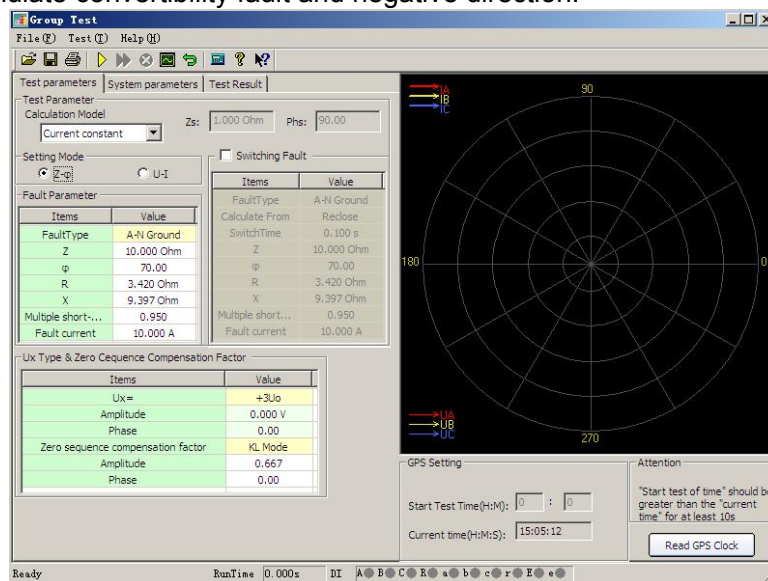 ulate convertibility fault and negative direction.
Group Test
File(F) Test(T) Help(H)
Test parameters System parameters Test Result
Test Parameter
Calculation Model
Current constant
Zs: 1.000 Ohm Phs: 90.00
Setting Mode
Z-φ U-I
Fault Parameter
Items Value
FaultType A-N Ground
Z 10.000 Ohm
φ 70.00
R 3.420 Ohm
X 9.397 Ohm
Multiple short-... 0.950
Fault current 10.000 A
Switching Fault
Items Value
FaultType A-N Ground
Calculate From Reclose
SwitchTime 0.100 s
Z 10.000 Ohm
φ 70.00
R 3.420 Ohm
X 9.397 Ohm
Multiple short... 0.950
Fault current 10.000 A
Ux Type & Zero Cequence Compensation Factor
Items Value
Ux= +3Uo
Amplitude 0.000 V
Phase 0.00
Zero sequence compensation factor KL Mode
Amplitude 0.667
Phase 0.00
IA
IB
IC
90
180
0
270
UA
UB
UC
GPS Setting
Start Test Time(H:M): 0 : 0
Current time(H:M:S): 15:05:12
Attention
"Start test of time" should be
greater than the "current
time" for at least 10s
Read GPS Clock
Ready RunTime 0.000s DI A B C R a b c r E e